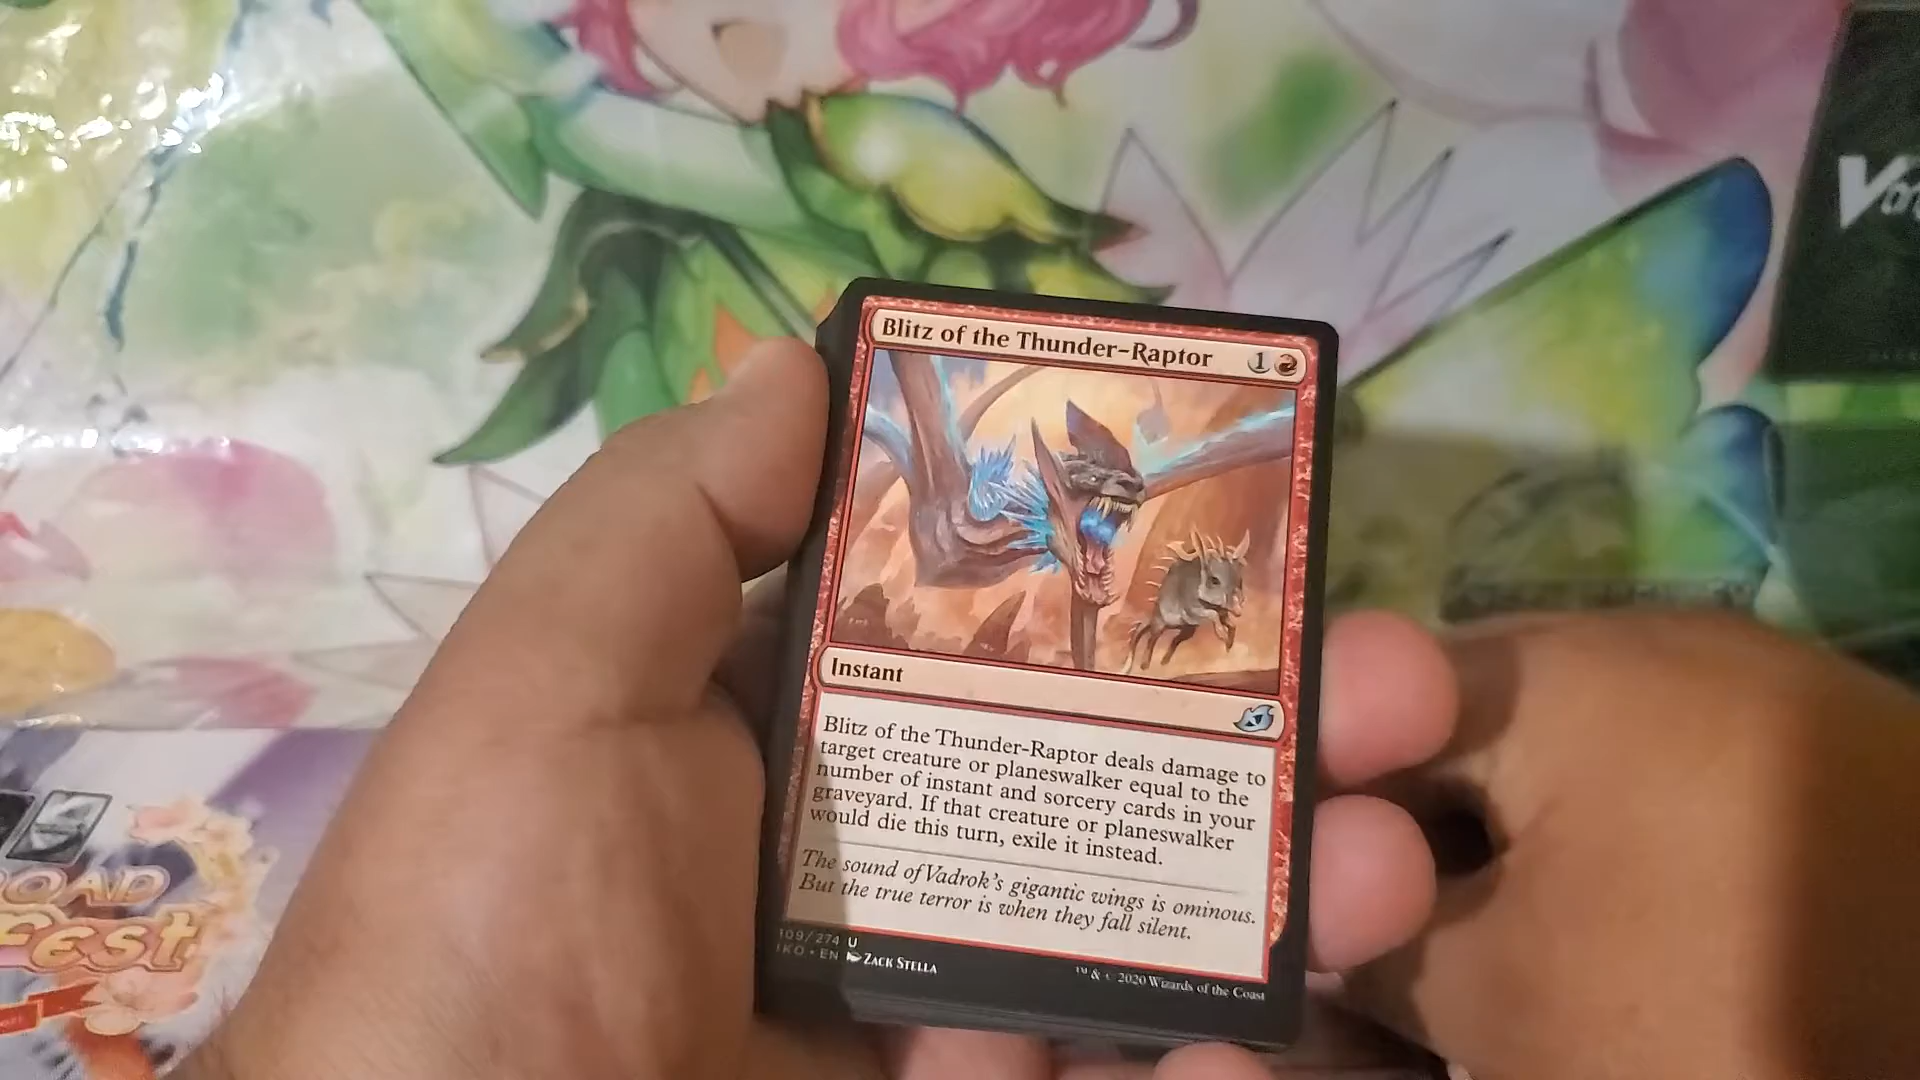 Blitz of the Thunder-Raptor 1
Instant
Blitz of the Thunder-Raptor deals damage to
target creature or planeswalker equal to the
number of instant and sorcery cards in your
graveyard. If that creature or planeswalker
would die this turn, exile it instead.
The sound of Vadrok's gigantic wings is ominous.
But the true terror is when they fall silent.
109/274 U
IKO • EN Zack Stella
™ & © 2020 Wizards of the Coast
OAD
Fest